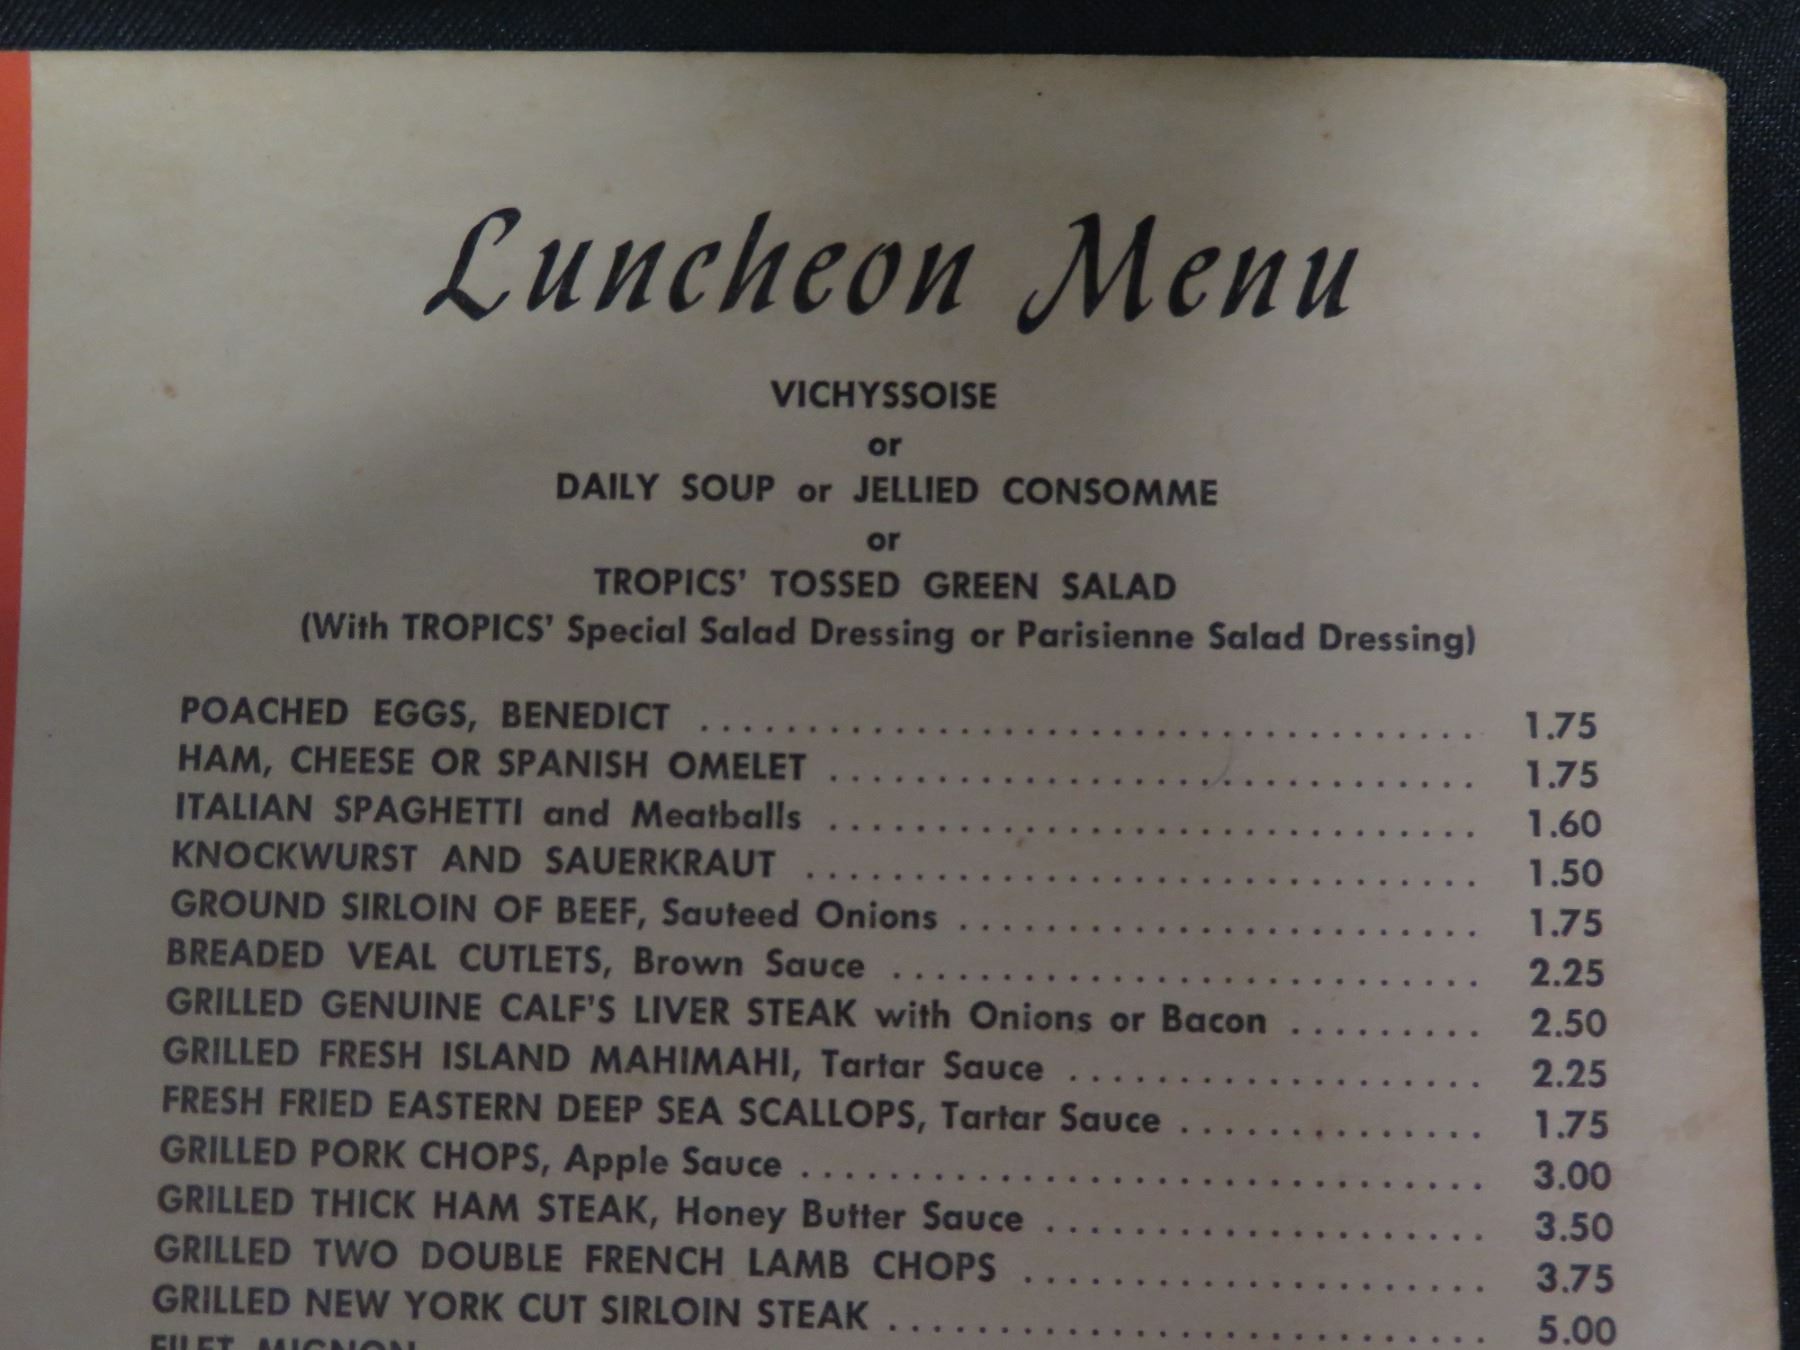 Luncheon Menu
VICHYSSOISE
or
DAILY SOUP or JELLIED CONSOMME
or
TROPICS' TOSSED GREEN SALAD
(With TROPICS' Special Salad Dressing or Parisienne Salad Dressing)
POACHED EGGS, BENEDICT ........................... 1.75
HAM, CHEESE OR SPANISH OMELET ....................... 1.75
ITALIAN SPAGHETTI and Meatballs ....................... 1.60
KNOCKWURST AND SAUERKRAUT ....................... 1.50
GROUND SIRLOIN OF BEEF, Sauteed Onions .................. 1.75
BREADED VEAL CUTLETS, Brown Sauce .................... 2.25
GRILLED GENUINE CALF'S LIVER STEAK with Onions or Bacon ....... 2.50
GRILLED FRESH ISLAND MAHIMAHI, Tartar Sauce ............... 2.25
FRESH FRIED EASTERN DEEP SEA SCALLOPS, Tartar Sauce ........... 1.75
GRILLED PORK CHOPS, Apple Sauce ........................ 3.00
GRILLED THICK HAM STEAK, Honey Butter Sauce ................ 3.50
GRILLED TWO DOUBLE FRENCH LAMB CHOPS ................ 3.75
GRILLED NEW YORK CUT SIRLOIN STEAK ..................... 5.00
FILET MIGNON